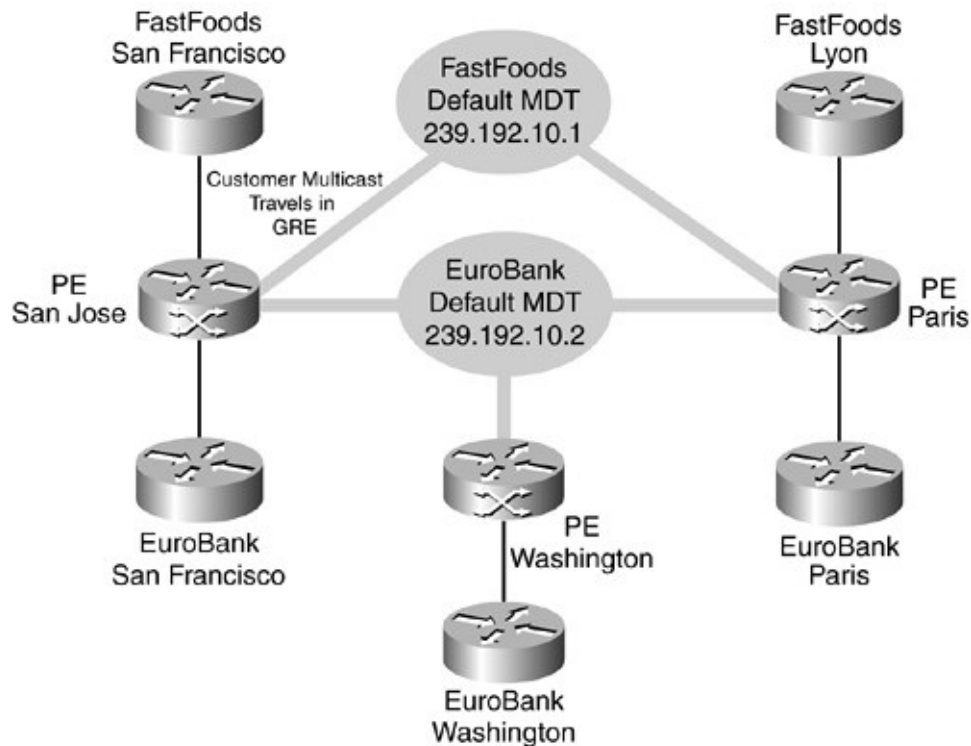 FastFoods
San Francisco
FastFoods
Default MDT
239.192.10.1
FastFoods
Lyon
Customer Multicast
Travels in
GRE
PE
San Jose
EuroBank
Default MDT
239.192.10.2
PE
Paris
EuroBank
San Francisco
PE
Washington
EuroBank
Paris
EuroBank
Washington